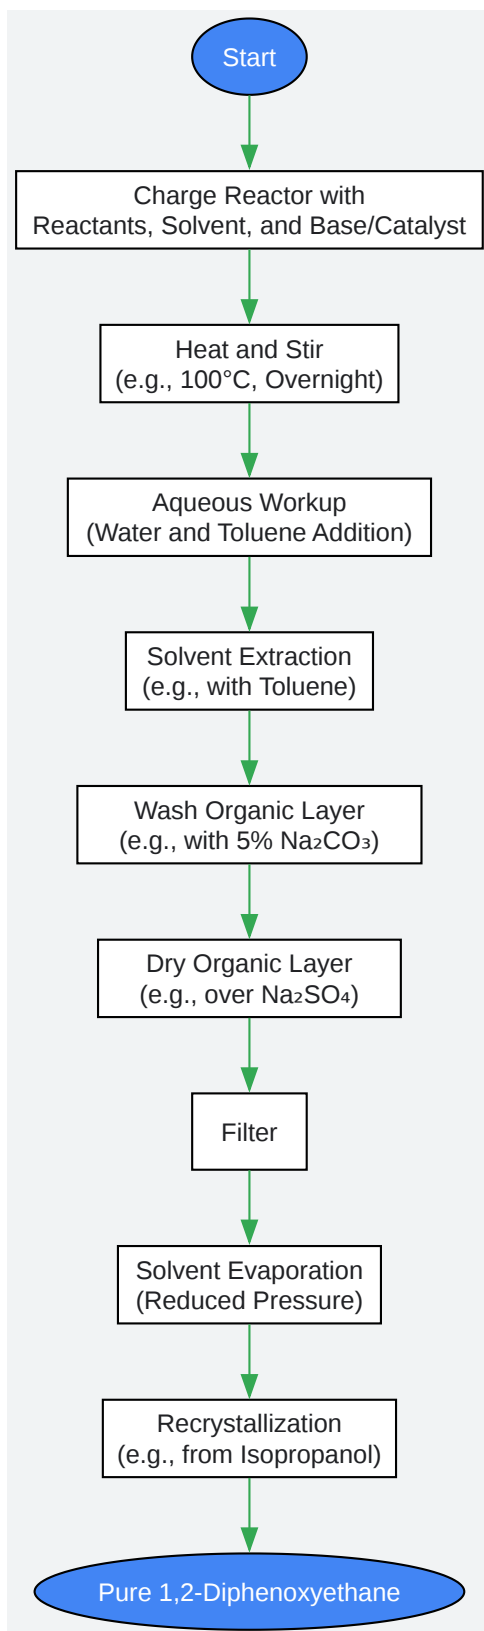 Start
Charge Reactor with
Reactants, Solvent, and Base/Catalyst
Heat and Stir
(e.g., 100°C, Overnight)
Aqueous Workup
(Water and Toluene Addition)
Solvent Extraction
(e.g., with Toluene)
Wash Organic Layer
(e.g., with 5% Na₂CO₃)
Dry Organic Layer
(e.g., over Na₂SO₄)
Filter
Solvent Evaporation
(Reduced Pressure)
Recrystallization
(e.g., from Isopropanol)
Pure 1,2-Diphenoxyethane